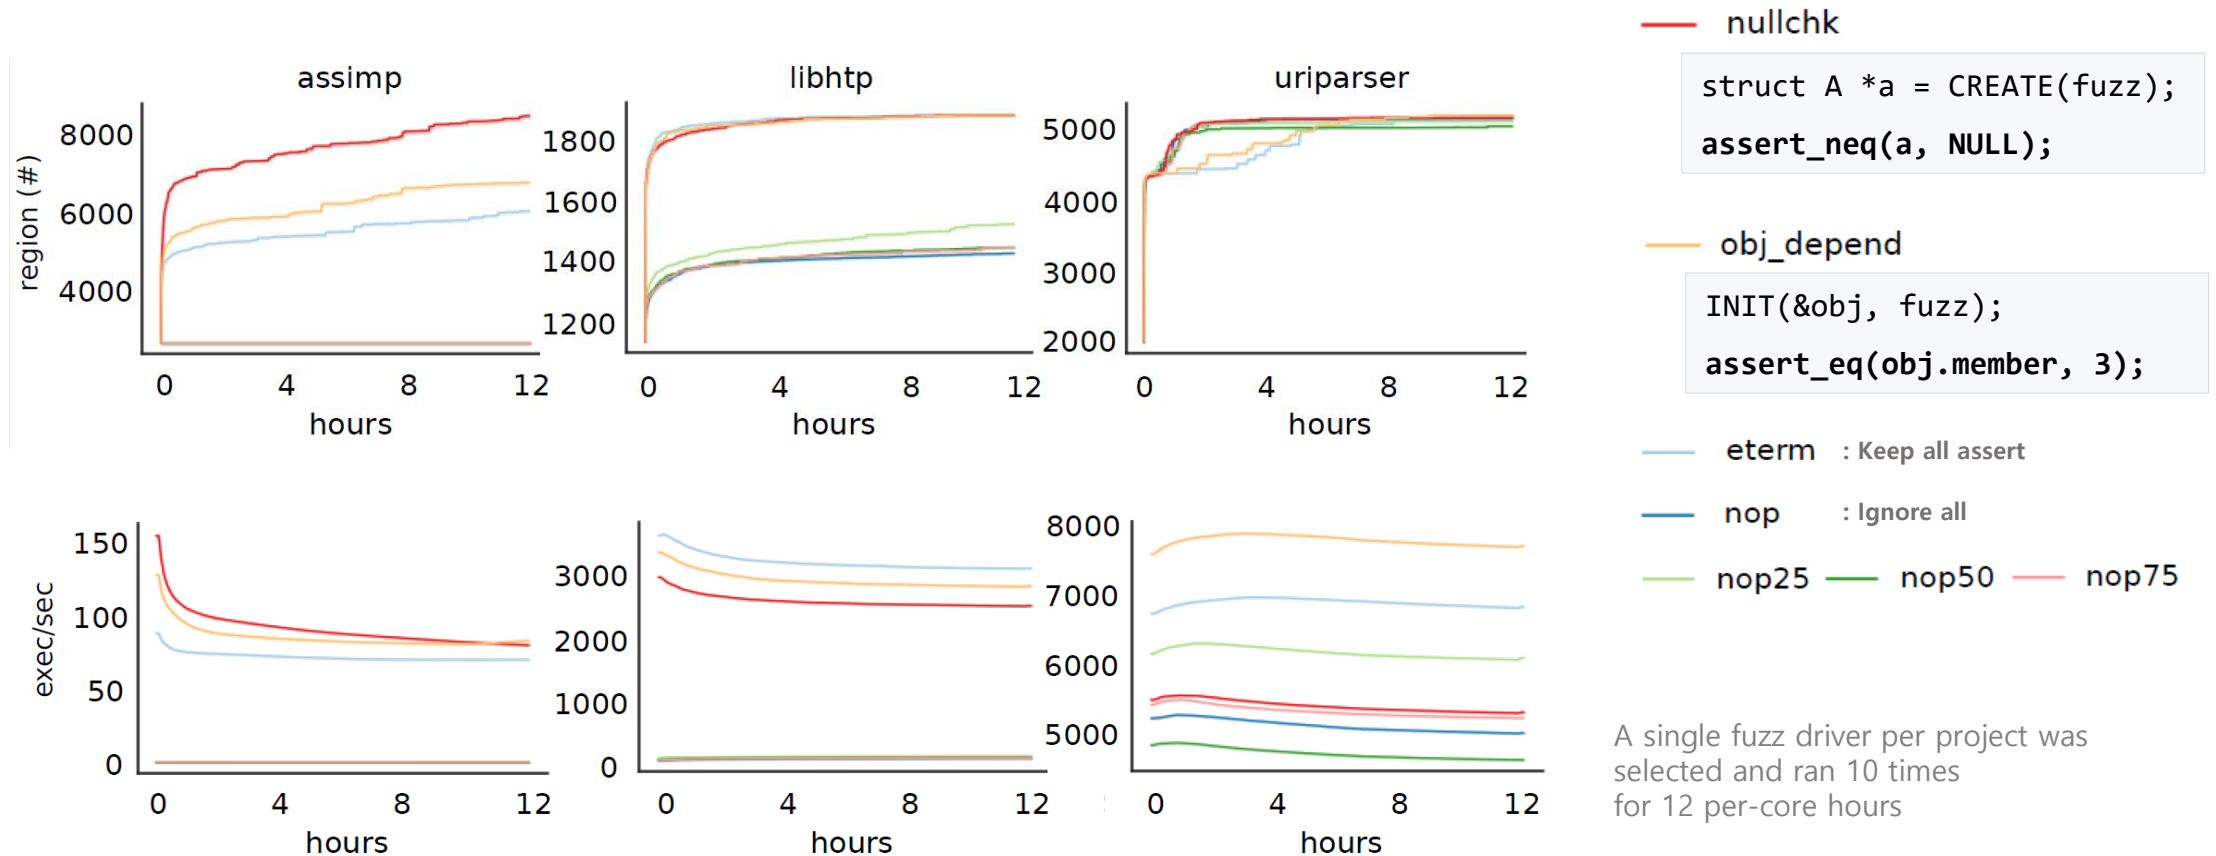 assimp
libhtp
uriparser
region (#)
8000
6000
4000
0
4
8
12
hours
1800
1600
1400
1200
0
4
8
12
hours
5000
4000
3000
2000
0
4
8
12
hours
exec/sec
150
100
50
0
0
4
8
12
hours
3000
2000
1000
0
0
4
8
12
hours
8000
7000
6000
5000
0
4
8
12
hours
nullchk
struct A *a = CREATE(fuzz);
assert_neq(a, NULL);
obj_depend
INIT(&obj, fuzz);
assert_eq(obj.member, 3);
eterm : Keep all assert
nop : Ignore all
nop25 nop50 nop75
A single fuzz driver per project was
selected and ran 10 times
for 12 per-core hours